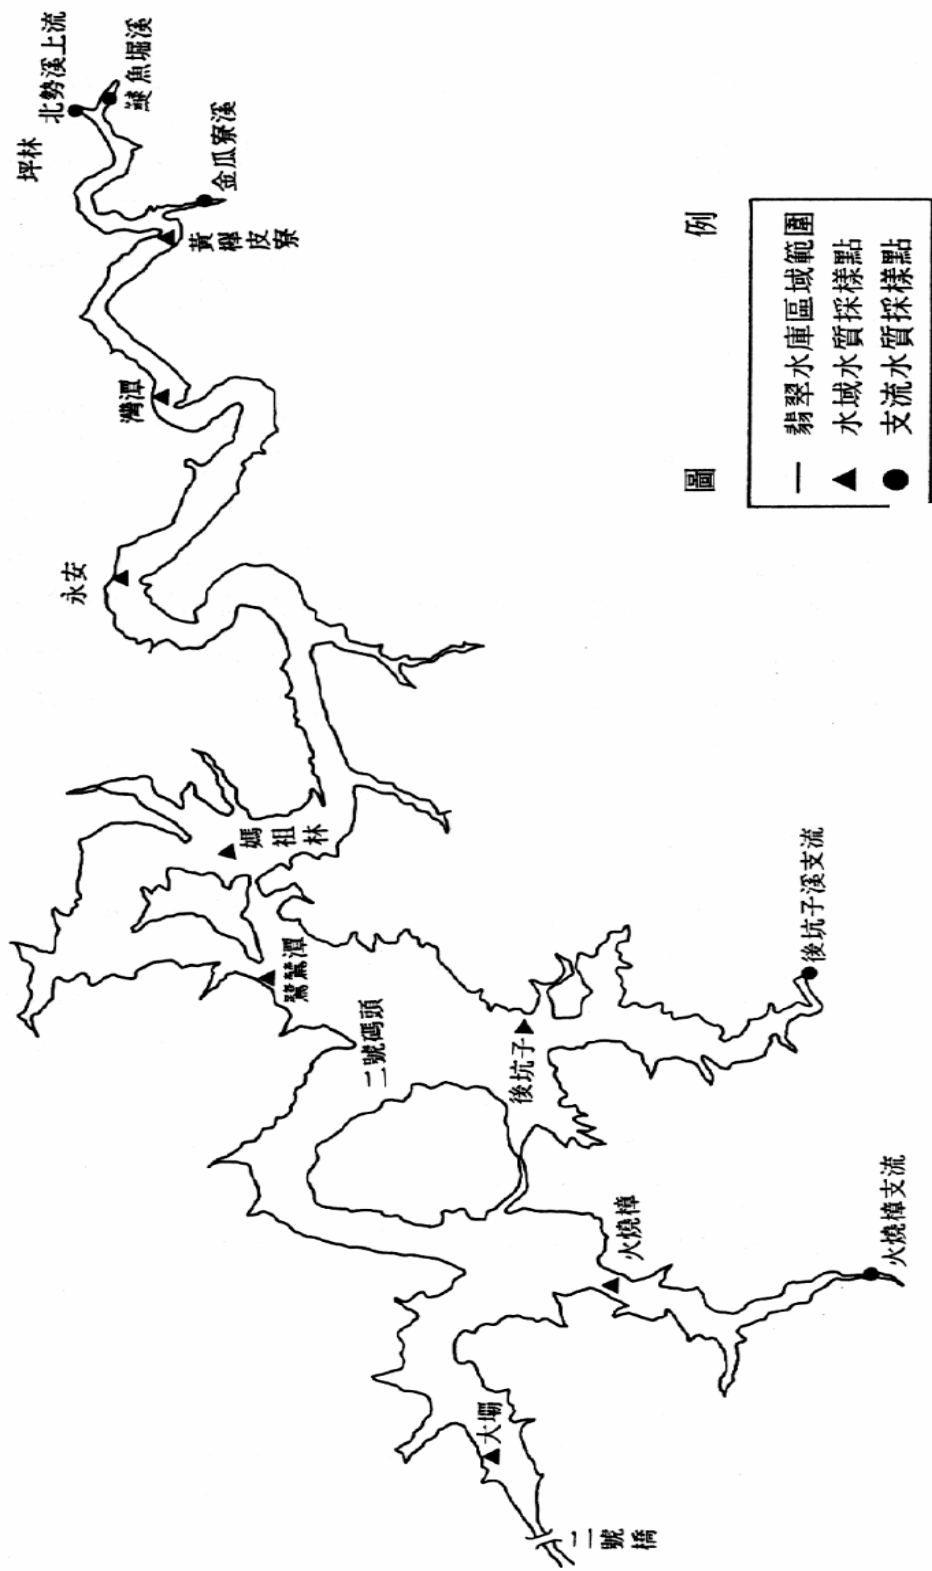 北勢溪上流
鰱魚堀溪
坪林
金瓜寮溪
黃櫸皮寮
灣潭
永安
媽祖林
鷺鷥潭
二號碼頭
後坑子
後坑子溪支流
火燒樟
火燒樟支流
大壩
二號橋
圖例
翡翠水庫區域範圍
水域水質採樣點
支流水質採樣點